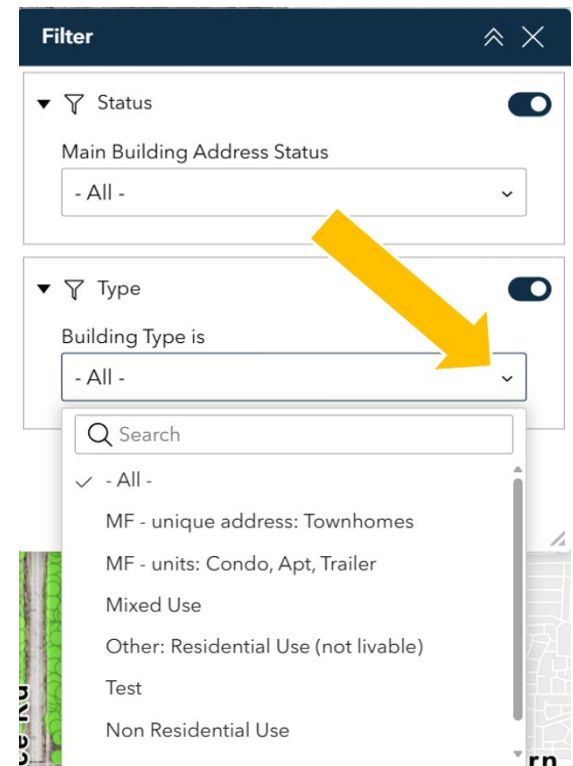 Filter
Status
Main Building Address Status
- All -
Type
Building Type is
- All -
Search
- All -
MF - unique address: Townhomes
MF - units: Condo, Apt, Trailer
Mixed Use
Other: Residential Use (not livable)
Test
Non Residential Use